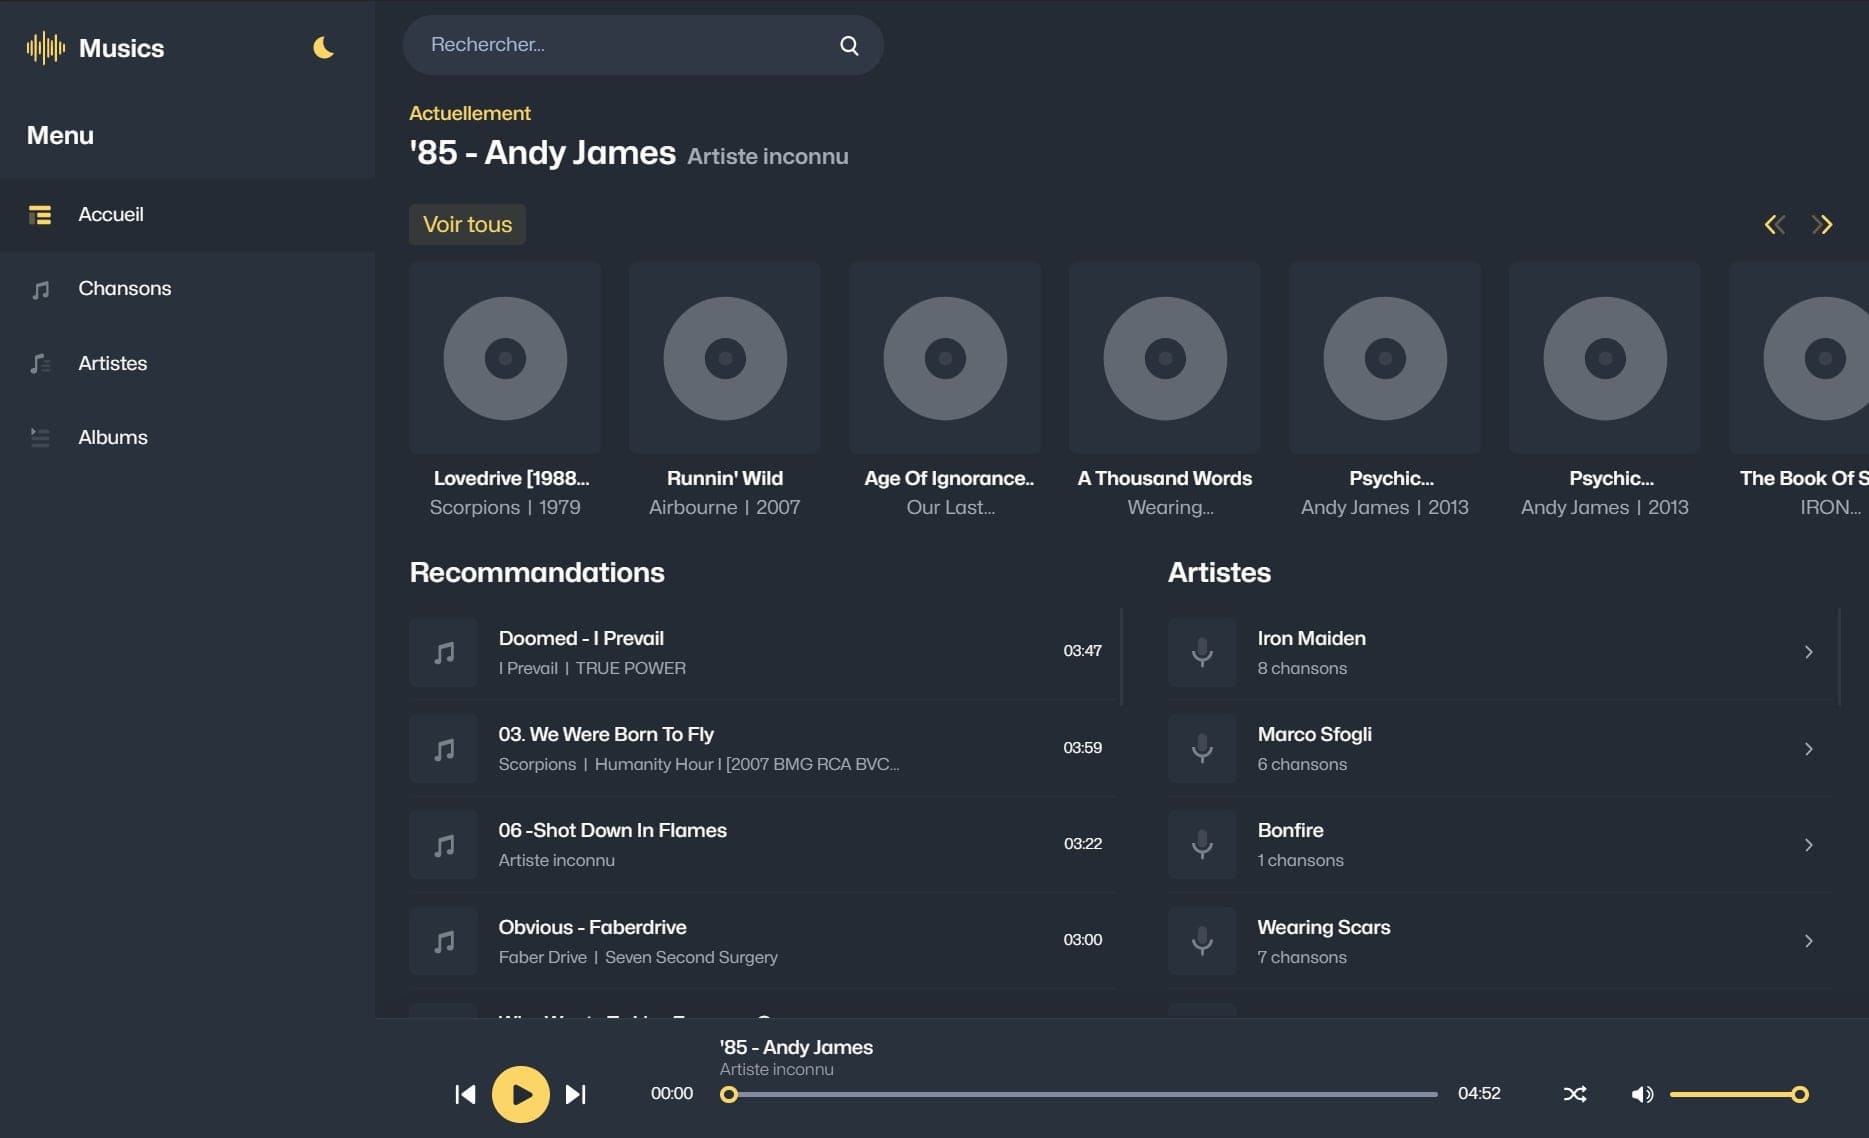 Musics
Menu
Accueil
Chansons
Artistes
Albums
Rechercher...
Actuellement
'85 - Andy James Artiste inconnu
Voir tous
Lovedrive [1988...
Scorpions | 1979
Runnin' Wild
Airbourne | 2007
Age Of Ignorance..
Our Last...
A Thousand Words
Wearing...
Psychic...
Andy James | 2013
Psychic...
Andy James | 2013
The Book Of S
IRON...
Recommandations
Doomed - I Prevail
I Prevail | TRUE POWER
03:47
03. We Were Born To Fly
Scorpions | Humanity Hour I [2007 BMG RCA BVC...
03:59
06 -Shot Down In Flames
Artiste inconnu
03:22
Obvious - Faberdrive
Faber Drive | Seven Second Surgery
03:00
Artistes
Iron Maiden
8 chansons
Marco Sfogli
6 chansons
Bonfire
1 chansons
Wearing Scars
7 chansons
'85 - Andy James
Artiste inconnu
00:00
04:52